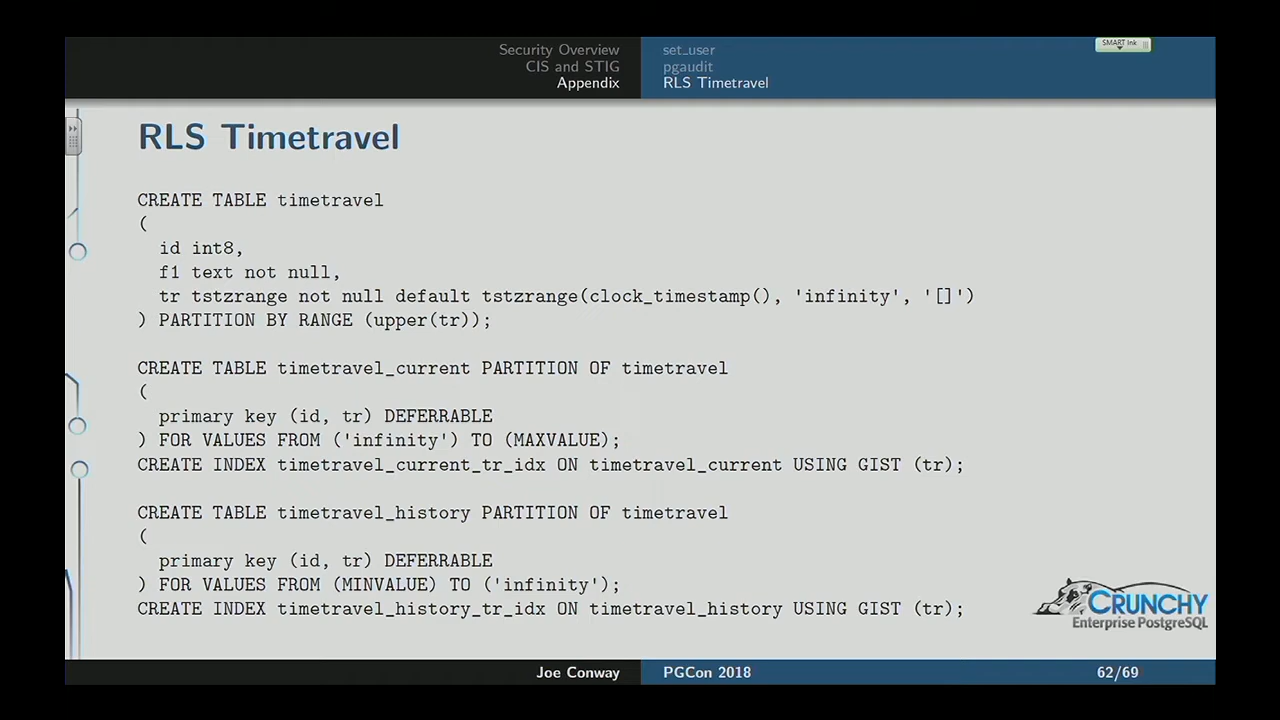 Security Overview
CIS and STIG
Appendix
set_user
pgaudit
RLS Timetravel
SMART Ink
RLS Timetravel
CREATE TABLE timetravel
(
id int8,
f1 text not null,
tr tstzrange not null default tstzrange(clock_timestamp(), 'infinity', '[]')
) PARTITION BY RANGE (upper(tr));
CREATE TABLE timetravel_current PARTITION OF timetravel
(
primary key (id, tr) DEFERRABLE
) FOR VALUES FROM ('infinity') TO (MAXVALUE);
CREATE INDEX timetravel_current_tr_idx ON timetravel_current USING GIST (tr);
CREATE TABLE timetravel_history PARTITION OF timetravel
(
primary key (id, tr) DEFERRABLE
) FOR VALUES FROM (MINVALUE) TO ('infinity');
CREATE INDEX timetravel_history_tr_idx ON timetravel_history USING GIST (tr);
CRUNCHY
Enterprise PostgreSQL
Joe Conway
PGCon 2018
62/69